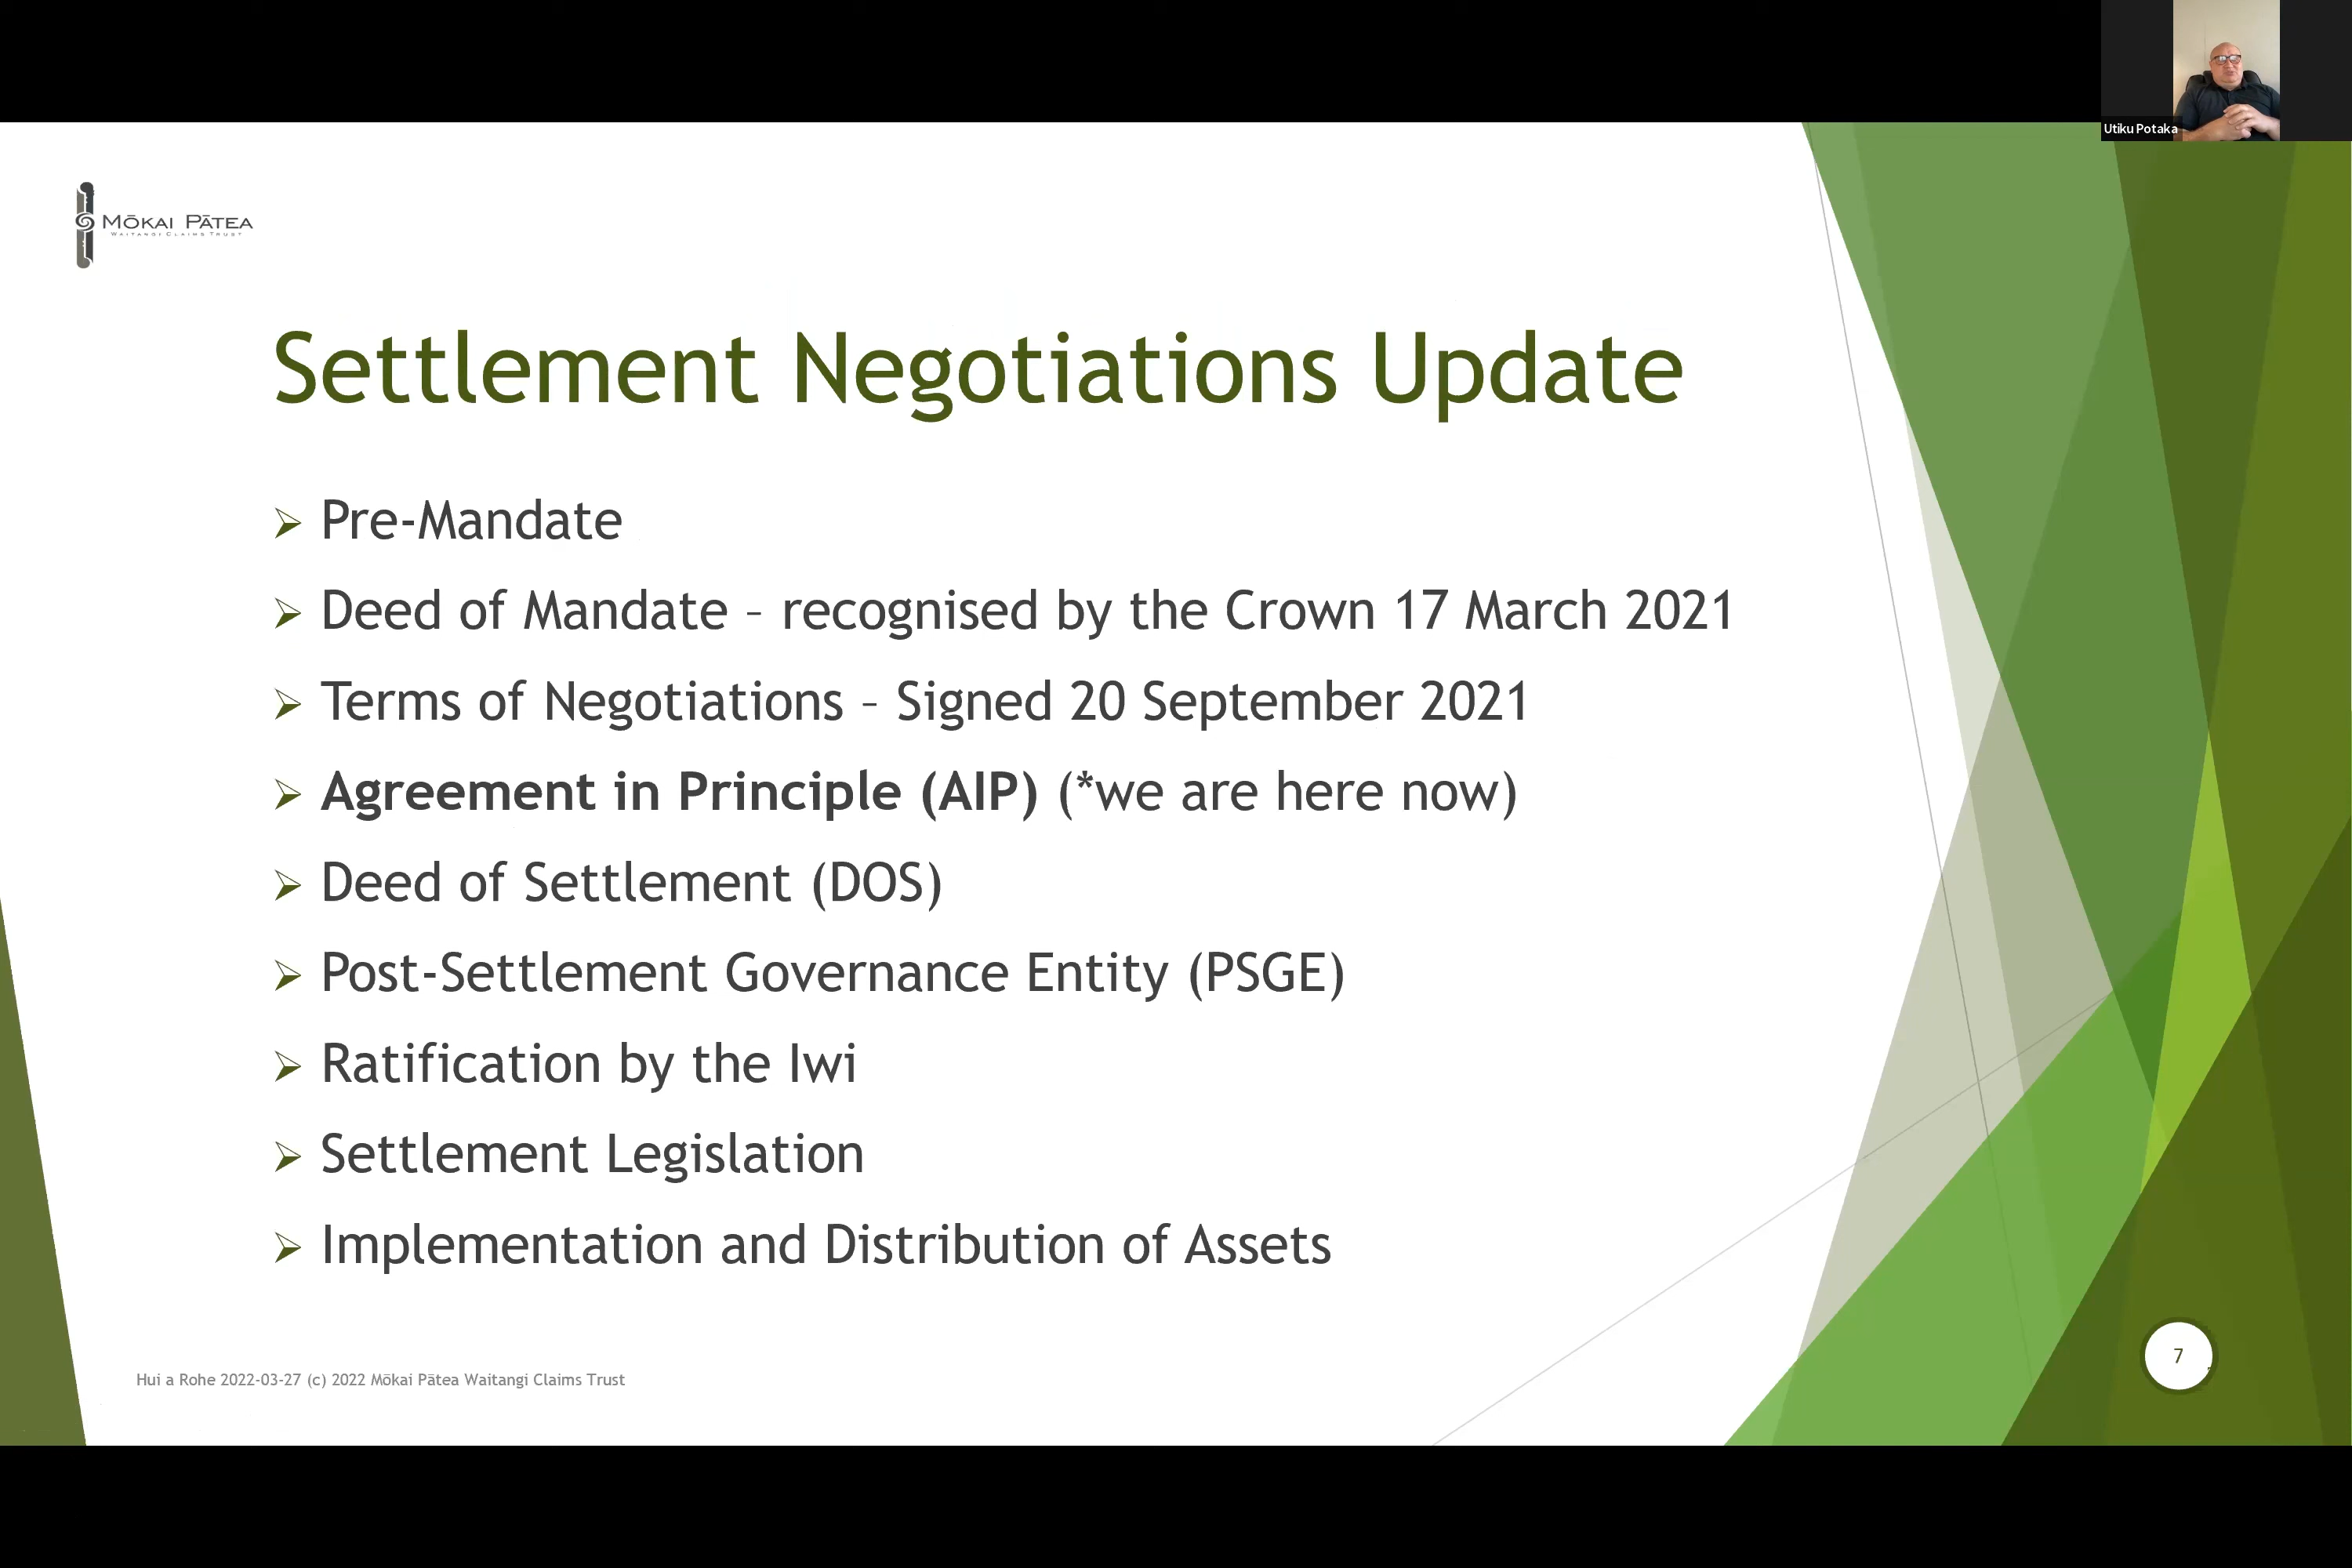 Utiku Potaka
MŌKAI PĀTEA
WAITANGI CLAIMS TRUST
Settlement Negotiations Update
➢ Pre-Mandate
➢ Deed of Mandate – recognised by the Crown 17 March 2021
➢ Terms of Negotiations – Signed 20 September 2021
➢ Agreement in Principle (AIP) (*we are here now)
➢ Deed of Settlement (DOS)
➢ Post-Settlement Governance Entity (PSGE)
➢ Ratification by the Iwi
➢ Settlement Legislation
➢ Implementation and Distribution of Assets
Hui a Rohe 2022-03-27 (c) 2022 Mōkai Pātea Waitangi Claims Trust
7